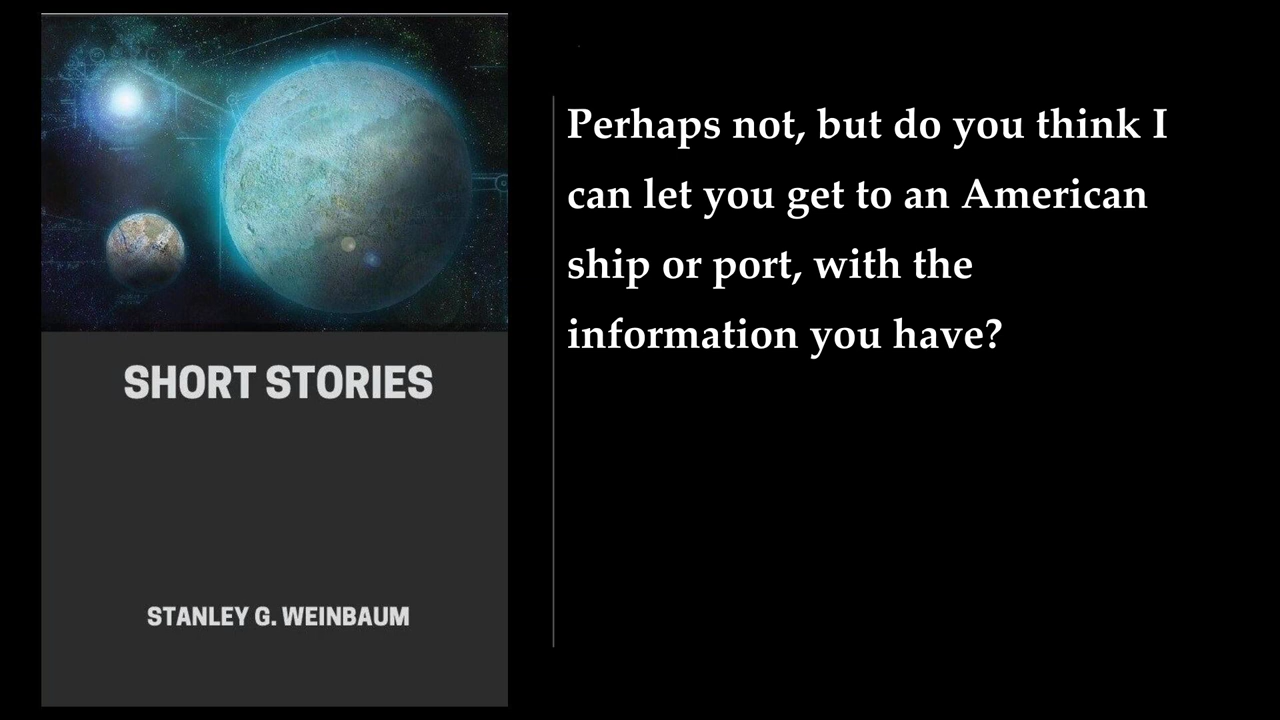 SHORT STORIES
STANLEY G. WEINBAUM
Perhaps not, but do you think I
can let you get to an American
ship or port, with the
information you have?